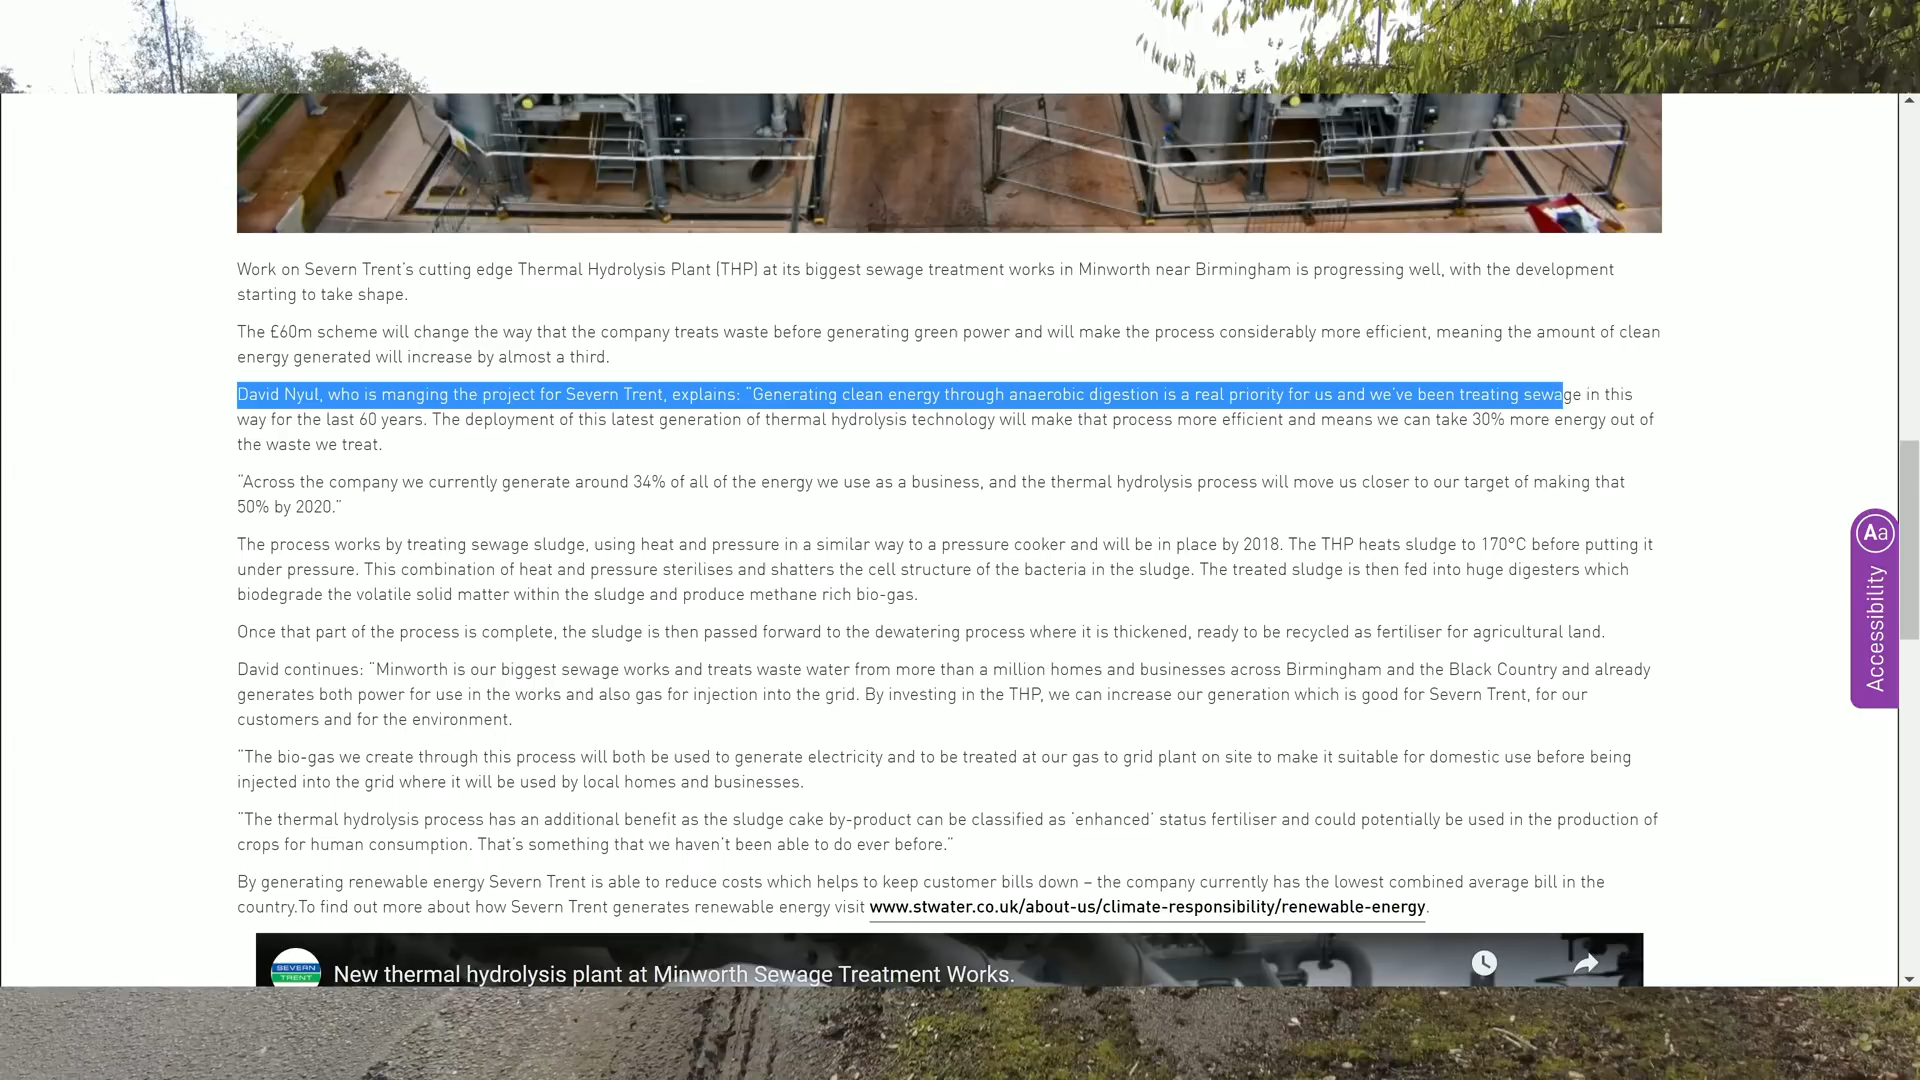 Work on Severn Trent's cutting edge Thermal Hydrolysis Plant (THP) at its biggest sewage treatment works in Minworth near Birmingham is progressing well, with the development
starting to take shape.
The £60m scheme will change the way that the company treats waste before generating green power and will make the process considerably more efficient, meaning the amount of clean
energy generated will increase by almost a third.
David Nyul, who is manging the project for Severn Trent, explains: "Generating clean energy through anaerobic digestion is a real priority for us and we've been treating sewage in this
way for the last 60 years. The deployment of this latest generation of thermal hydrolysis technology will make that process more efficient and means we can take 30% more energy out of
the waste we treat.
"Across the company we currently generate around 34% of all of the energy we use as a business, and the thermal hydrolysis process will move us closer to our target of making that
50% by 2020."
The process works by treating sewage sludge, using heat and pressure in a similar way to a pressure cooker and will be in place by 2018. The THP heats sludge to 170°C before putting it
under pressure. This combination of heat and pressure sterilises and shatters the cell structure of the bacteria in the sludge. The treated sludge is then fed into huge digesters which
biodegrade the volatile solid matter within the sludge and produce methane rich bio-gas.
Once that part of the process is complete, the sludge is then passed forward to the dewatering process where it is thickened, ready to be recycled as fertiliser for agricultural land.
David continues: "Minworth is our biggest sewage works and treats waste water from more than a million homes and businesses across Birmingham and the Black Country and already
generates both power for use in the works and also gas for injection into the grid. By investing in the THP, we can increase our generation which is good for Severn Trent, for our
customers and for the environment.
"The bio-gas we create through this process will both be used to generate electricity and to be treated at our gas to grid plant on site to make it suitable for domestic use before being
injected into the grid where it will be used by local homes and businesses.
"The thermal hydrolysis process has an additional benefit as the sludge cake by-product can be classified as 'enhanced' status fertiliser and could potentially be used in the production of
crops for human consumption. That's something that we haven't been able to do ever before."
By generating renewable energy Severn Trent is able to reduce costs which helps to keep customer bills down – the company currently has the lowest combined average bill in the
country.To find out more about how Severn Trent generates renewable energy visit www.stwater.co.uk/about-us/climate-responsibility/renewable-energy.
Aa
Accessibility
SEVERN
TRENT
New thermal hydrolysis plant at Minworth Sewage Treatment Works.